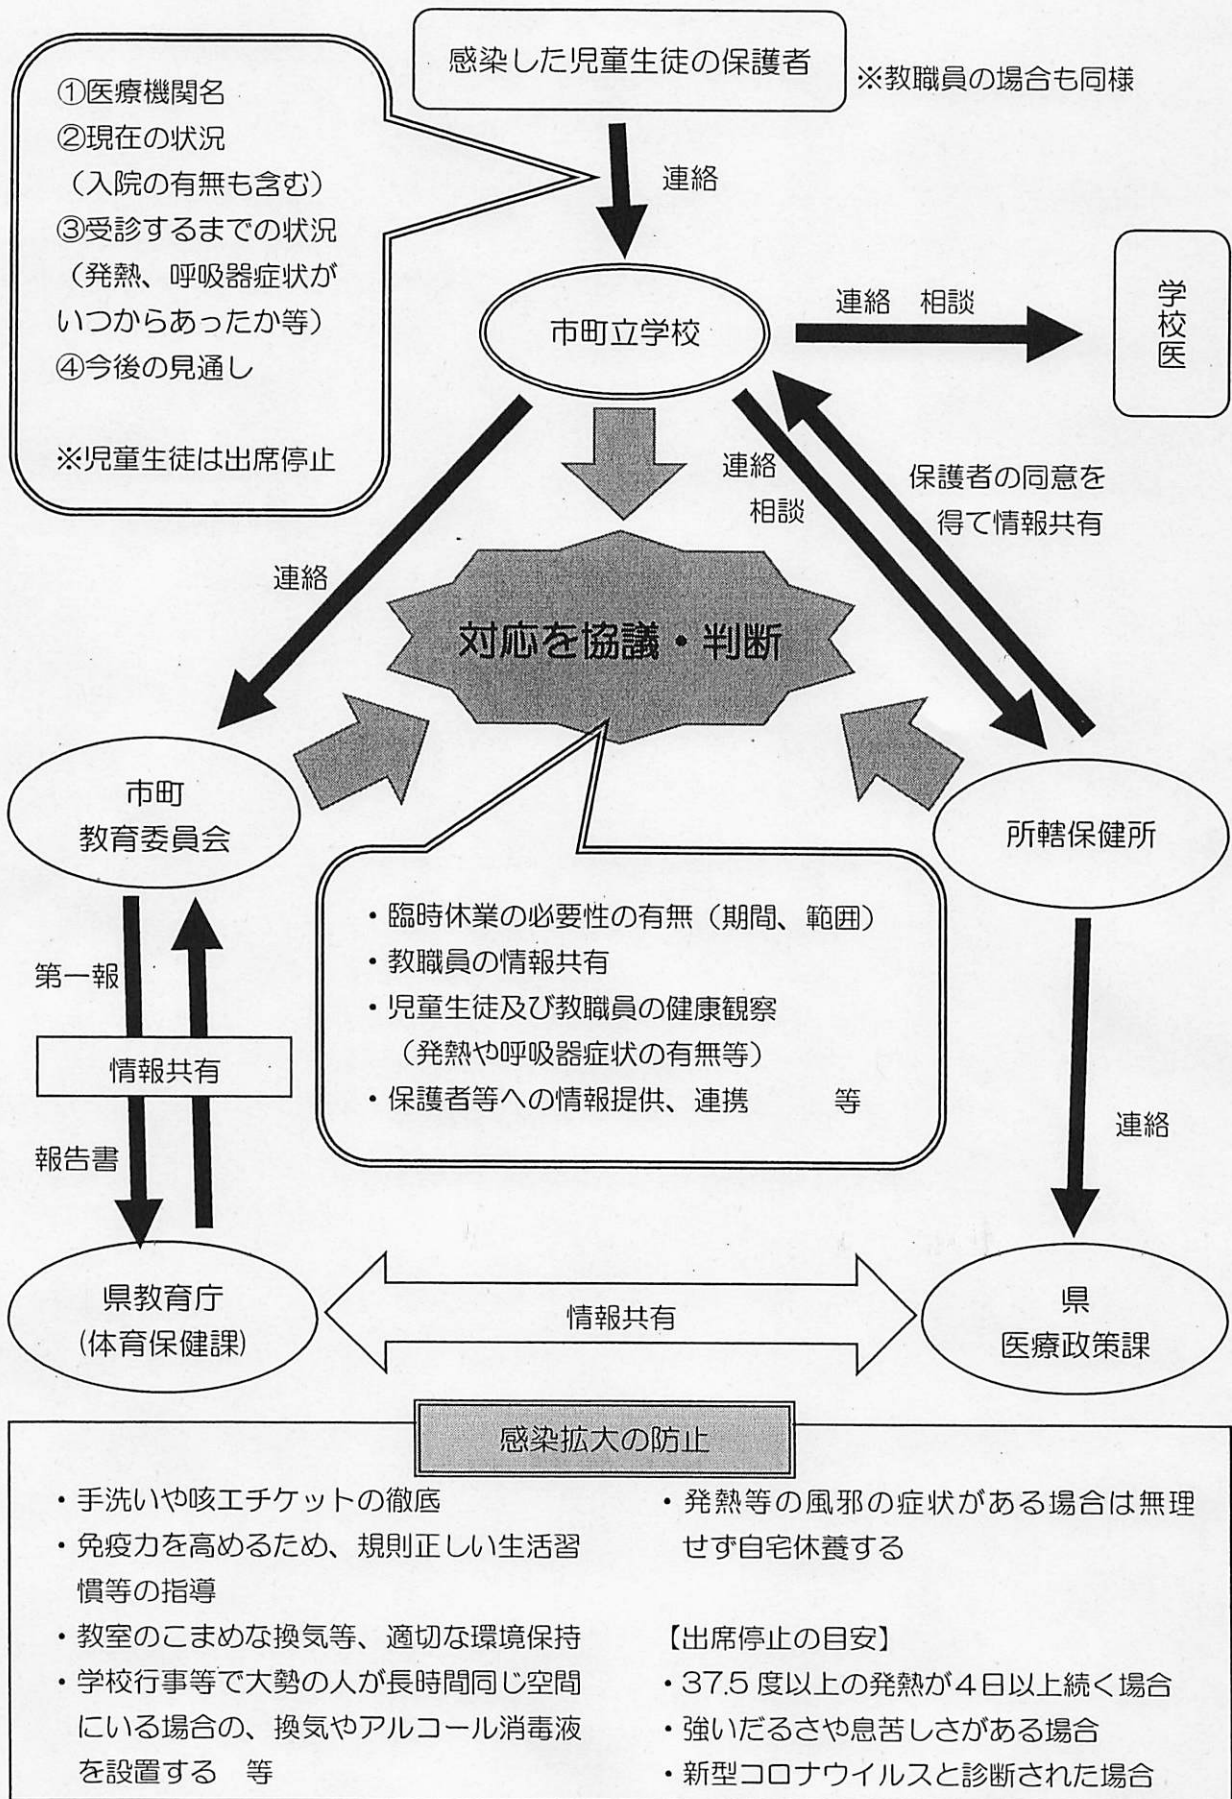 感染した児童生徒の保護者
※教職員の場合も同様
①医療機関名
②現在の状況
（入院の有無も含む）
③受診するまでの状況
（発熱、呼吸器症状が
いつからあったか等）
④今後の見通し
※児童生徒は出席停止
連絡
市町立学校
連絡　相談
学校医
連絡
連絡
相談
保護者の同意を
得て情報共有
対応を協議・判断
市町
教育委員会
所轄保健所
・臨時休業の必要性の有無（期間、範囲）
・教職員の情報共有
・児童生徒及び教職員の健康観察
（発熱や呼吸器症状の有無等）
・保護者等への情報提供、連携　　　等
第一報
情報共有
報告書
連絡
県教育庁
(体育保健課)
情報共有
県
医療政策課
感染拡大の防止
・手洗いや咳エチケットの徹底
・免疫力を高めるため、規則正しい生活習
慣等の指導
・教室のこまめな換気等、適切な環境保持
・学校行事等で大勢の人が長時間同じ空間
にいる場合の、換気やアルコール消毒液
を設置する　等
・発熱等の風邪の症状がある場合は無理
せず自宅休養する
【出席停止の目安】
・37.5 度以上の発熱が４日以上続く場合
・強いだるさや息苦しさがある場合
・新型コロナウイルスと診断された場合